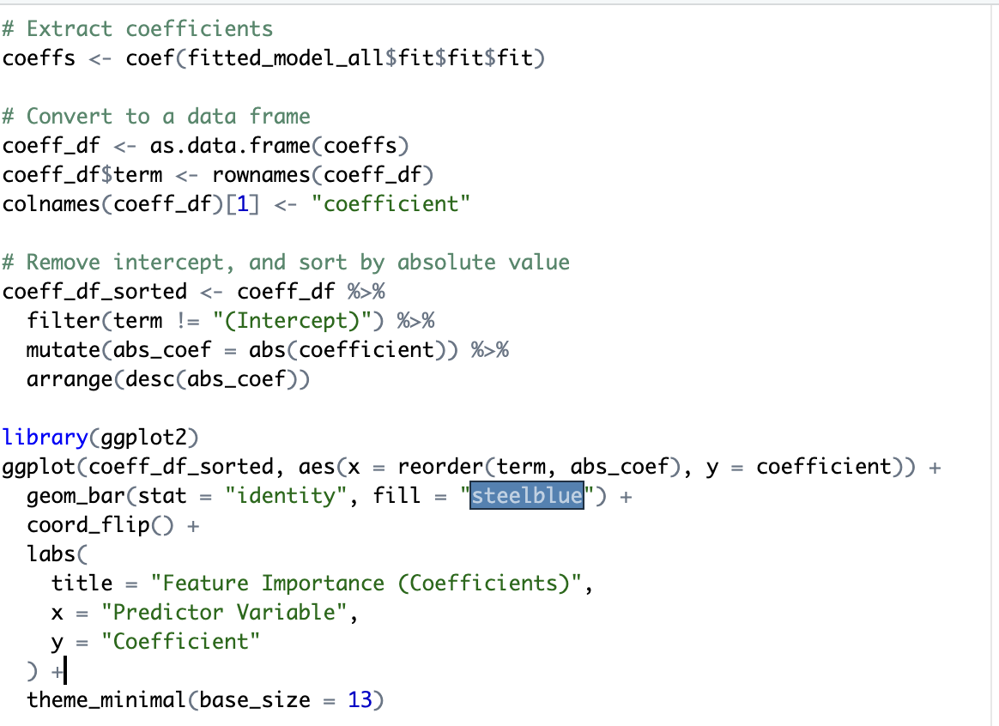 # Extract coefficients
coeffs <- coef(fitted_model_all$fit$fit$fit)
# Convert to a data frame
coeff_df <- as.data.frame(coeffs)
coeff_df$term <- rownames(coeff_df)
colnames(coeff_df)[1] <- "coefficient"
# Remove intercept, and sort by absolute value
coeff_df_sorted <- coeff_df %>%
  filter(term != "(Intercept)") %>%
  mutate(abs_coef = abs(coefficient)) %>%
  arrange(desc(abs_coef))
library(ggplot2)
ggplot(coeff_df_sorted, aes(x = reorder(term, abs_coef), y = coefficient)) +
  geom_bar(stat = "identity", fill = "steelblue") +
  coord_flip() +
  labs(
    title = "Feature Importance (Coefficients)",
    x = "Predictor Variable",
    y = "Coefficient"
  ) +
  theme_minimal(base_size = 13)